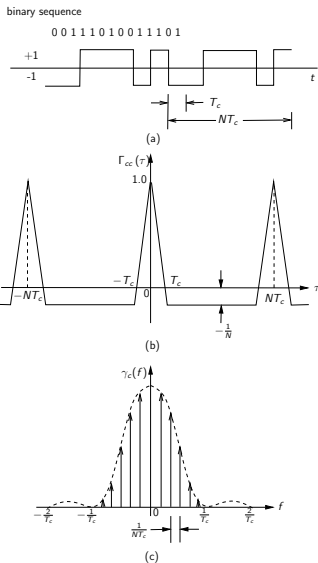 binary sequence
0 0 1 1 1 0 1 0 0 1 1 1 0 1
+1
-1
t
T_c
NT_c
(a)
Γ_cc(τ)
1.0
−T_c
T_c
0
τ
−NT_c
NT_c
−1/N
(b)
γ_c(f)
f
−2/T_c
−1/T_c
0
1/T_c
2/T_c
1/NT_c
(c)